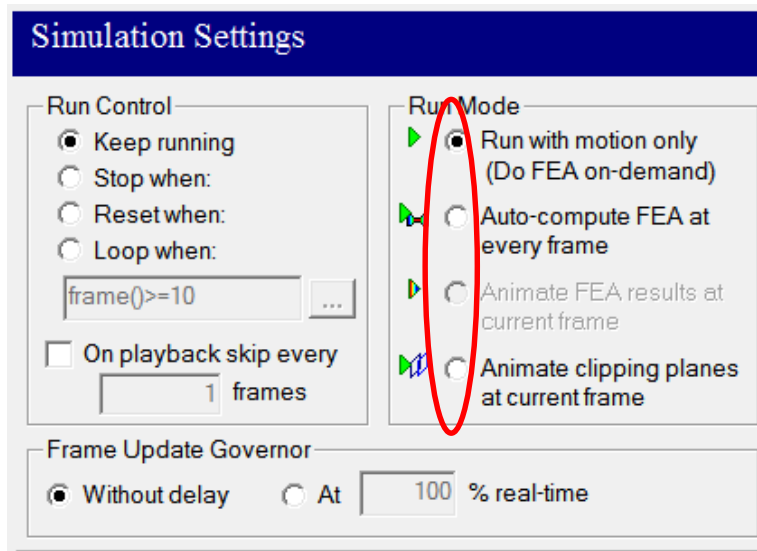 Simulation Settings
Run Control
Keep running
Stop when:
Reset when:
Loop when:
frame()>=10
...
On playback skip every
1 frames
Run Mode
Run with motion only
(Do FEA on-demand)
Auto-compute FEA at
every frame
Animate FEA results at
current frame
Animate clipping planes
at current frame
Frame Update Governor
Without delay At 100 % real-time